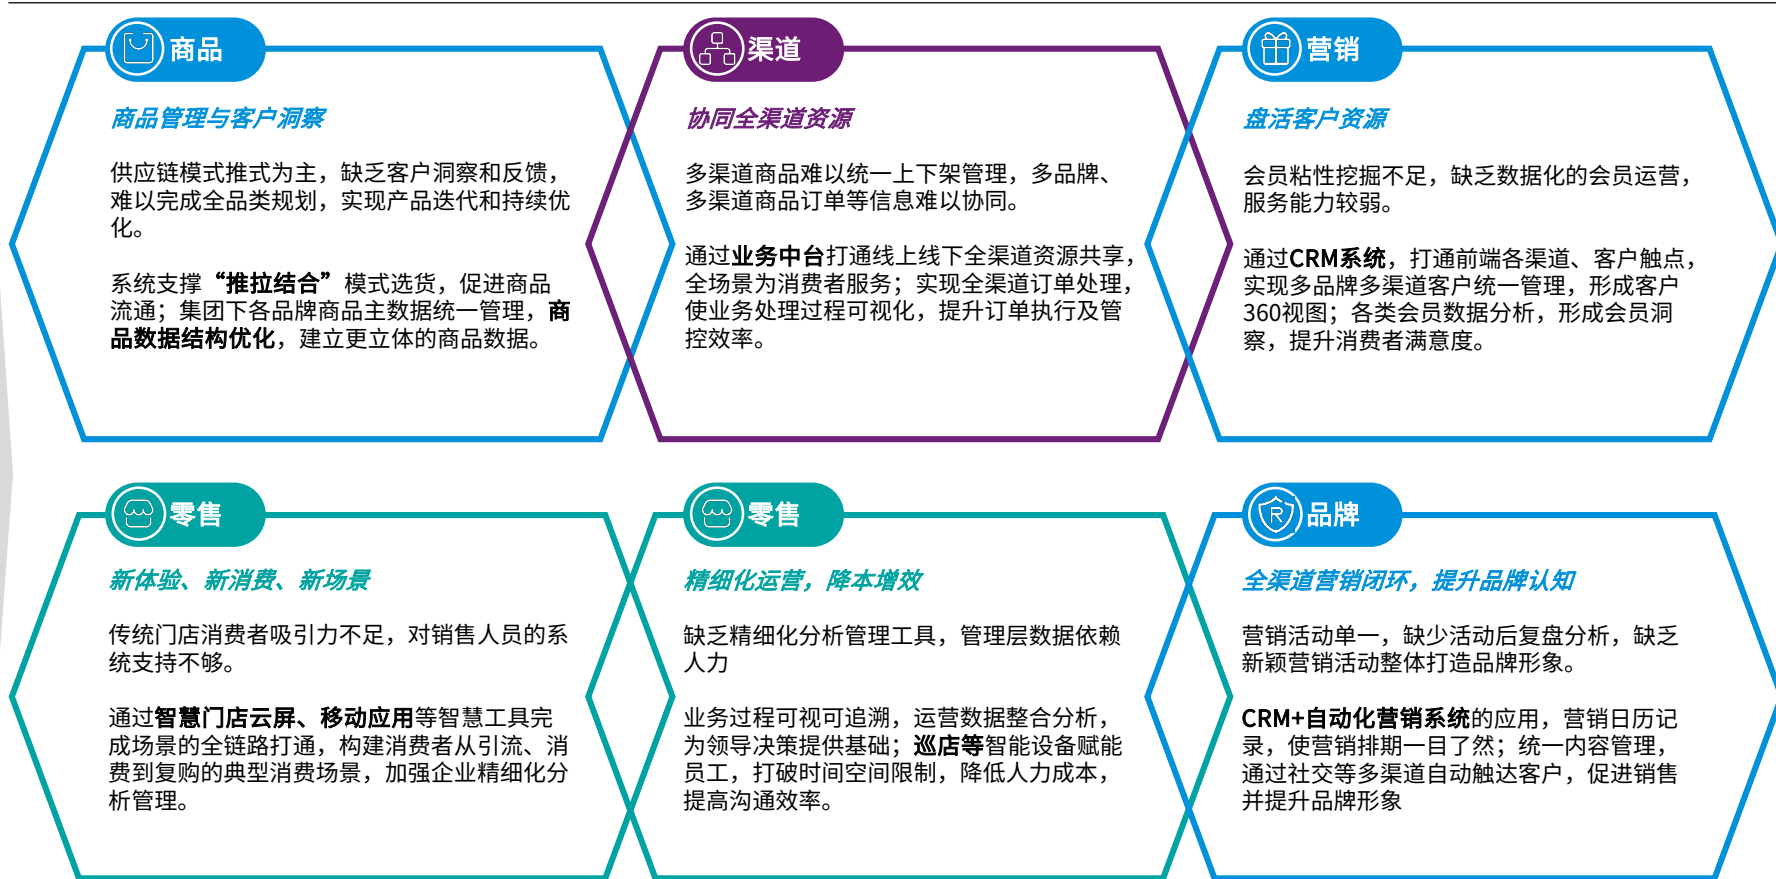 商品
商品管理与客户洞察
供应链模式推式为主，缺乏客户洞察和反馈，
难以完成全品类规划，实现产品迭代和持续优
化。
系统支撑“推拉结合”模式选货，促进商品
流通；集团下各品牌商品主数据统一管理，商
品数据结构优化，建立更立体的商品数据。
渠道
协同全渠道资源
多渠道商品难以统一上下架管理，多品牌、
多渠道商品订单等信息难以协同。
通过业务中台打通线上线下全渠道资源共享，
全场景为消费者服务；实现全渠道订单处理，
使业务处理过程可视化，提升订单执行及管
控效率。
营销
盘活客户资源
会员粘性挖掘不足，缺乏数据化的会员运营，
服务能力较弱。
通过CRM系统，打通前端各渠道、客户触点，
实现多品牌多渠道客户统一管理，形成客户
360视图；各类会员数据分析，形成会员洞
察，提升消费者满意度。
零售
新体验、新消费、新场景
传统门店消费者吸引力不足，对销售人员的系
统支持不够。
通过智慧门店云屏、移动应用等智慧工具完
成场景的全链路打通，构建消费者从引流、消
费到复购的典型消费场景，加强企业精细化分
析管理。
零售
精细化运营，降本增效
缺乏精细化分析管理工具，管理层数据依赖
人力
业务过程可视可追溯，运营数据整合分析，
为领导决策提供基础；巡店等智能设备赋能
员工，打破时间空间限制，降低人力成本，
提高沟通效率。
R
品牌
全渠道营销闭环，提升品牌认知
营销活动单一，缺少活动后复盘分析，缺乏
新颖营销活动整体打造品牌形象。
CRM+自动化营销系统的应用，营销日历记
录，使营销排期一目了然；统一内容管理，
通过社交等多渠道自动触达客户，促进销售
并提升品牌形象